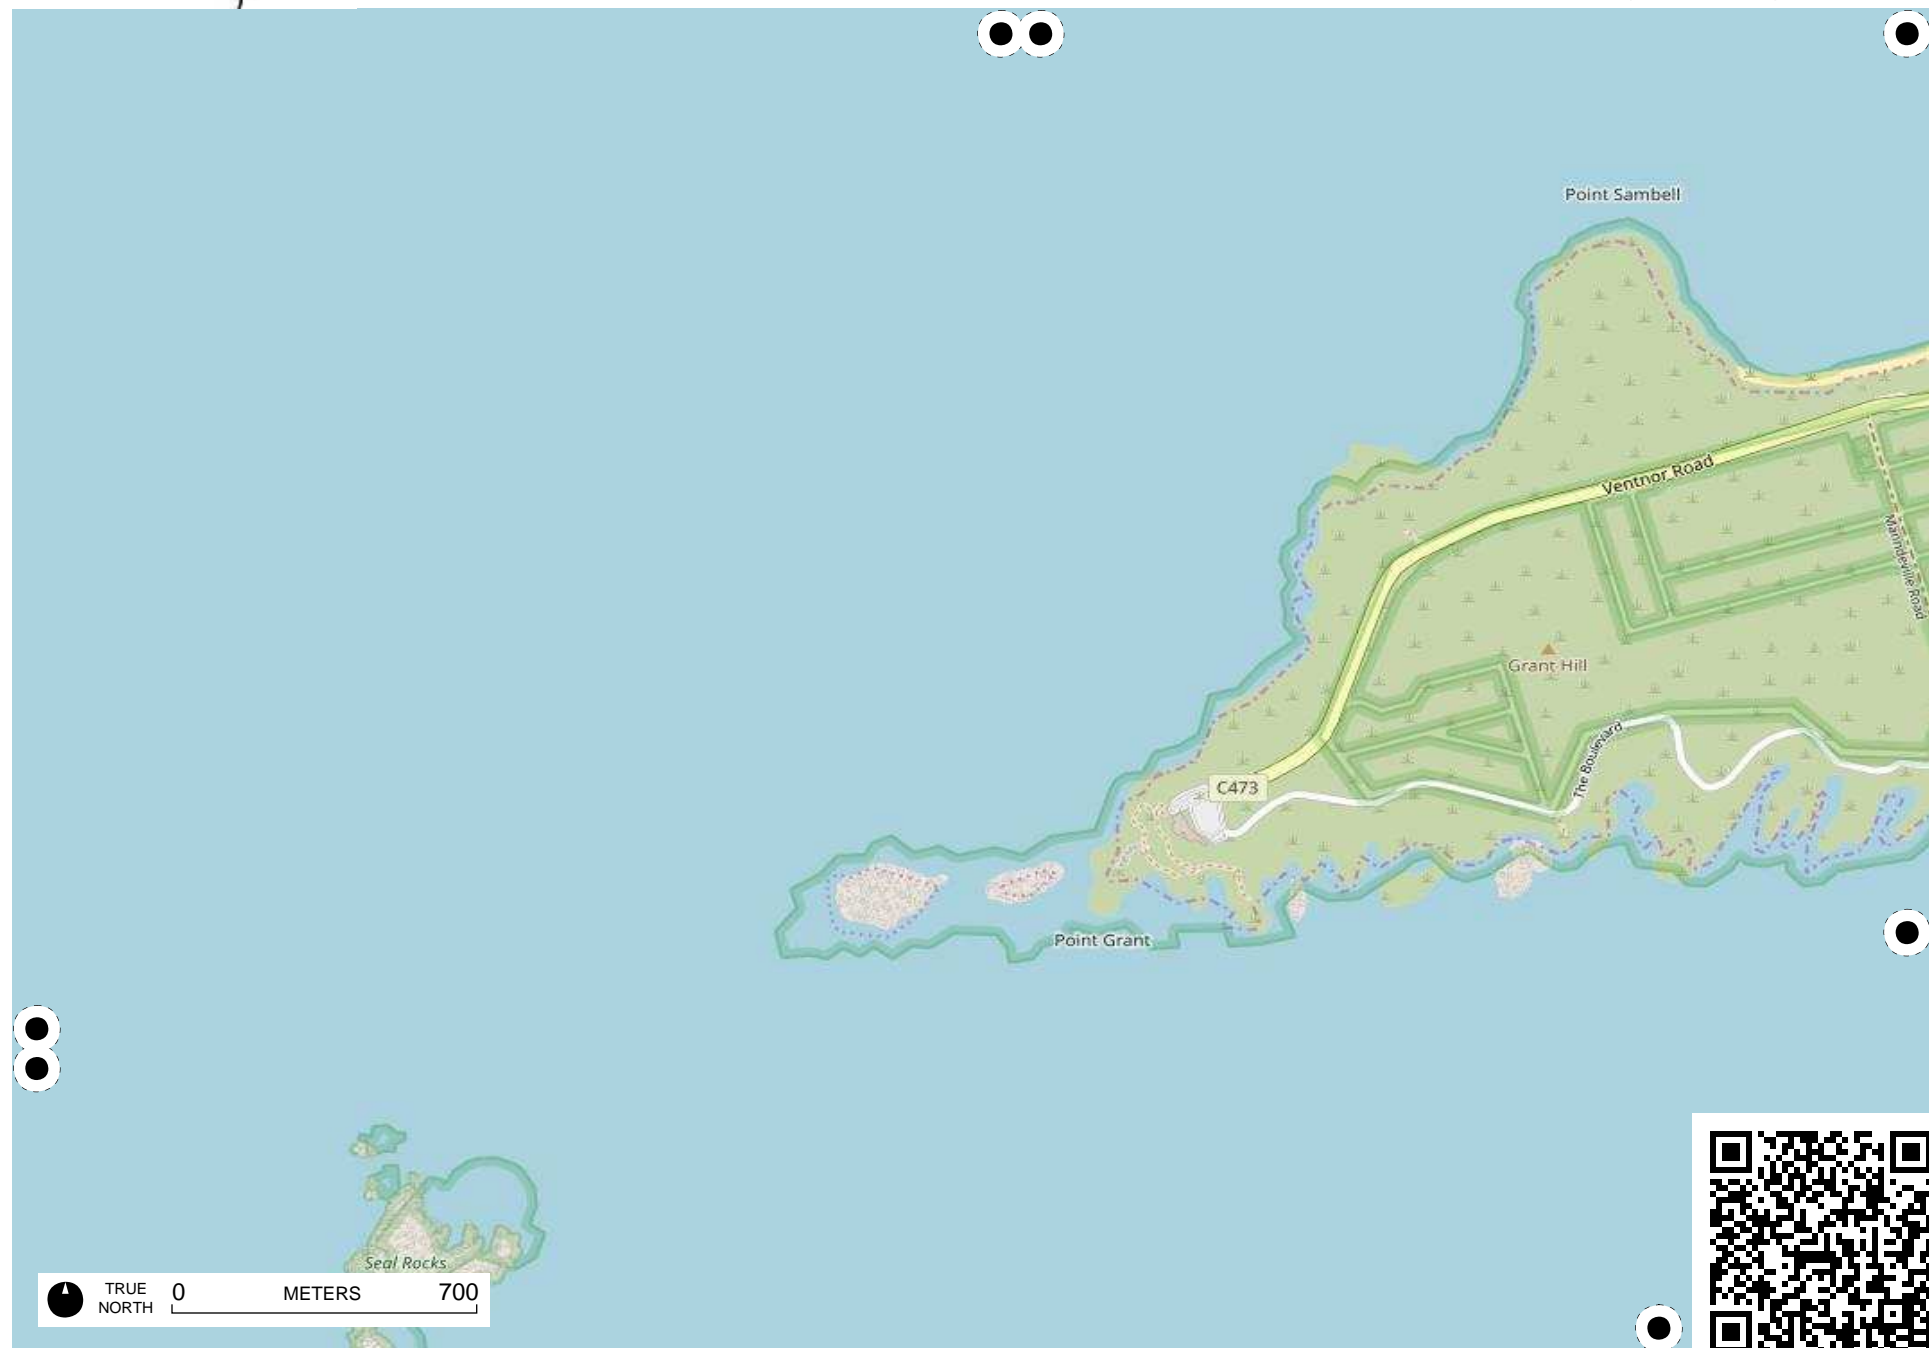 Point Sambell
Ventnor Road
Manndeville Road
Grant Hill
The Boulevard
C473
Point Grant
Seal Rocks
TRUE
NORTH
0 METERS 700